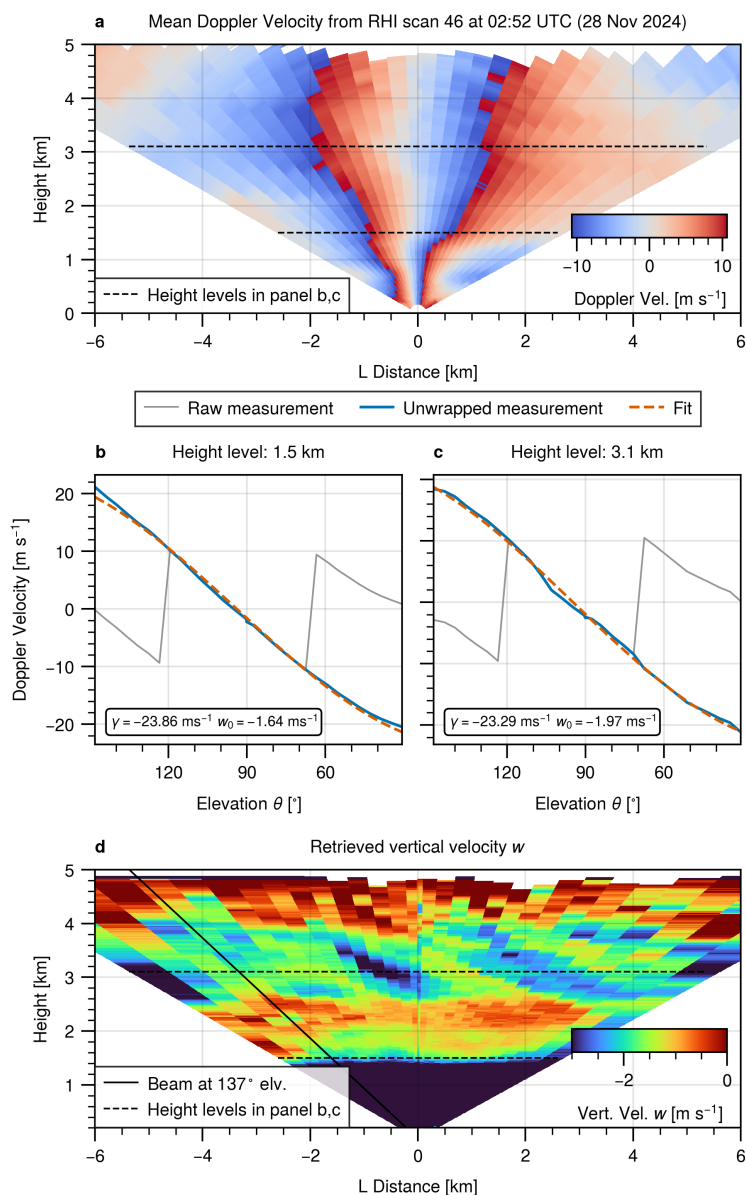 a Mean Doppler Velocity from RHI scan 46 at 02:52 UTC (28 Nov 2024)
5
4
3
2
1
0
Height [km]
−10 0 10
Doppler Vel. [m s⁻¹]
Height levels in panel b,c
−6 −4 −2 0 2 4 6
L Distance [km]
Raw measurement Unwrapped measurement Fit
b Height level: 1.5 km
c Height level: 3.1 km
20
10
0
−10
−20
Doppler Velocity [m s⁻¹]
γ = −23.86 ms⁻¹ w₀ = −1.64 ms⁻¹
γ = −23.29 ms⁻¹ w₀ = −1.97 ms⁻¹
120 90 60
120 90 60
Elevation θ [°]
Elevation θ [°]
d Retrieved vertical velocity w
5
4
3
2
1
Height [km]
−2 0
Vert. Vel. w [m s⁻¹]
Beam at 137° elv.
Height levels in panel b,c
−6 −4 −2 0 2 4 6
L Distance [km]